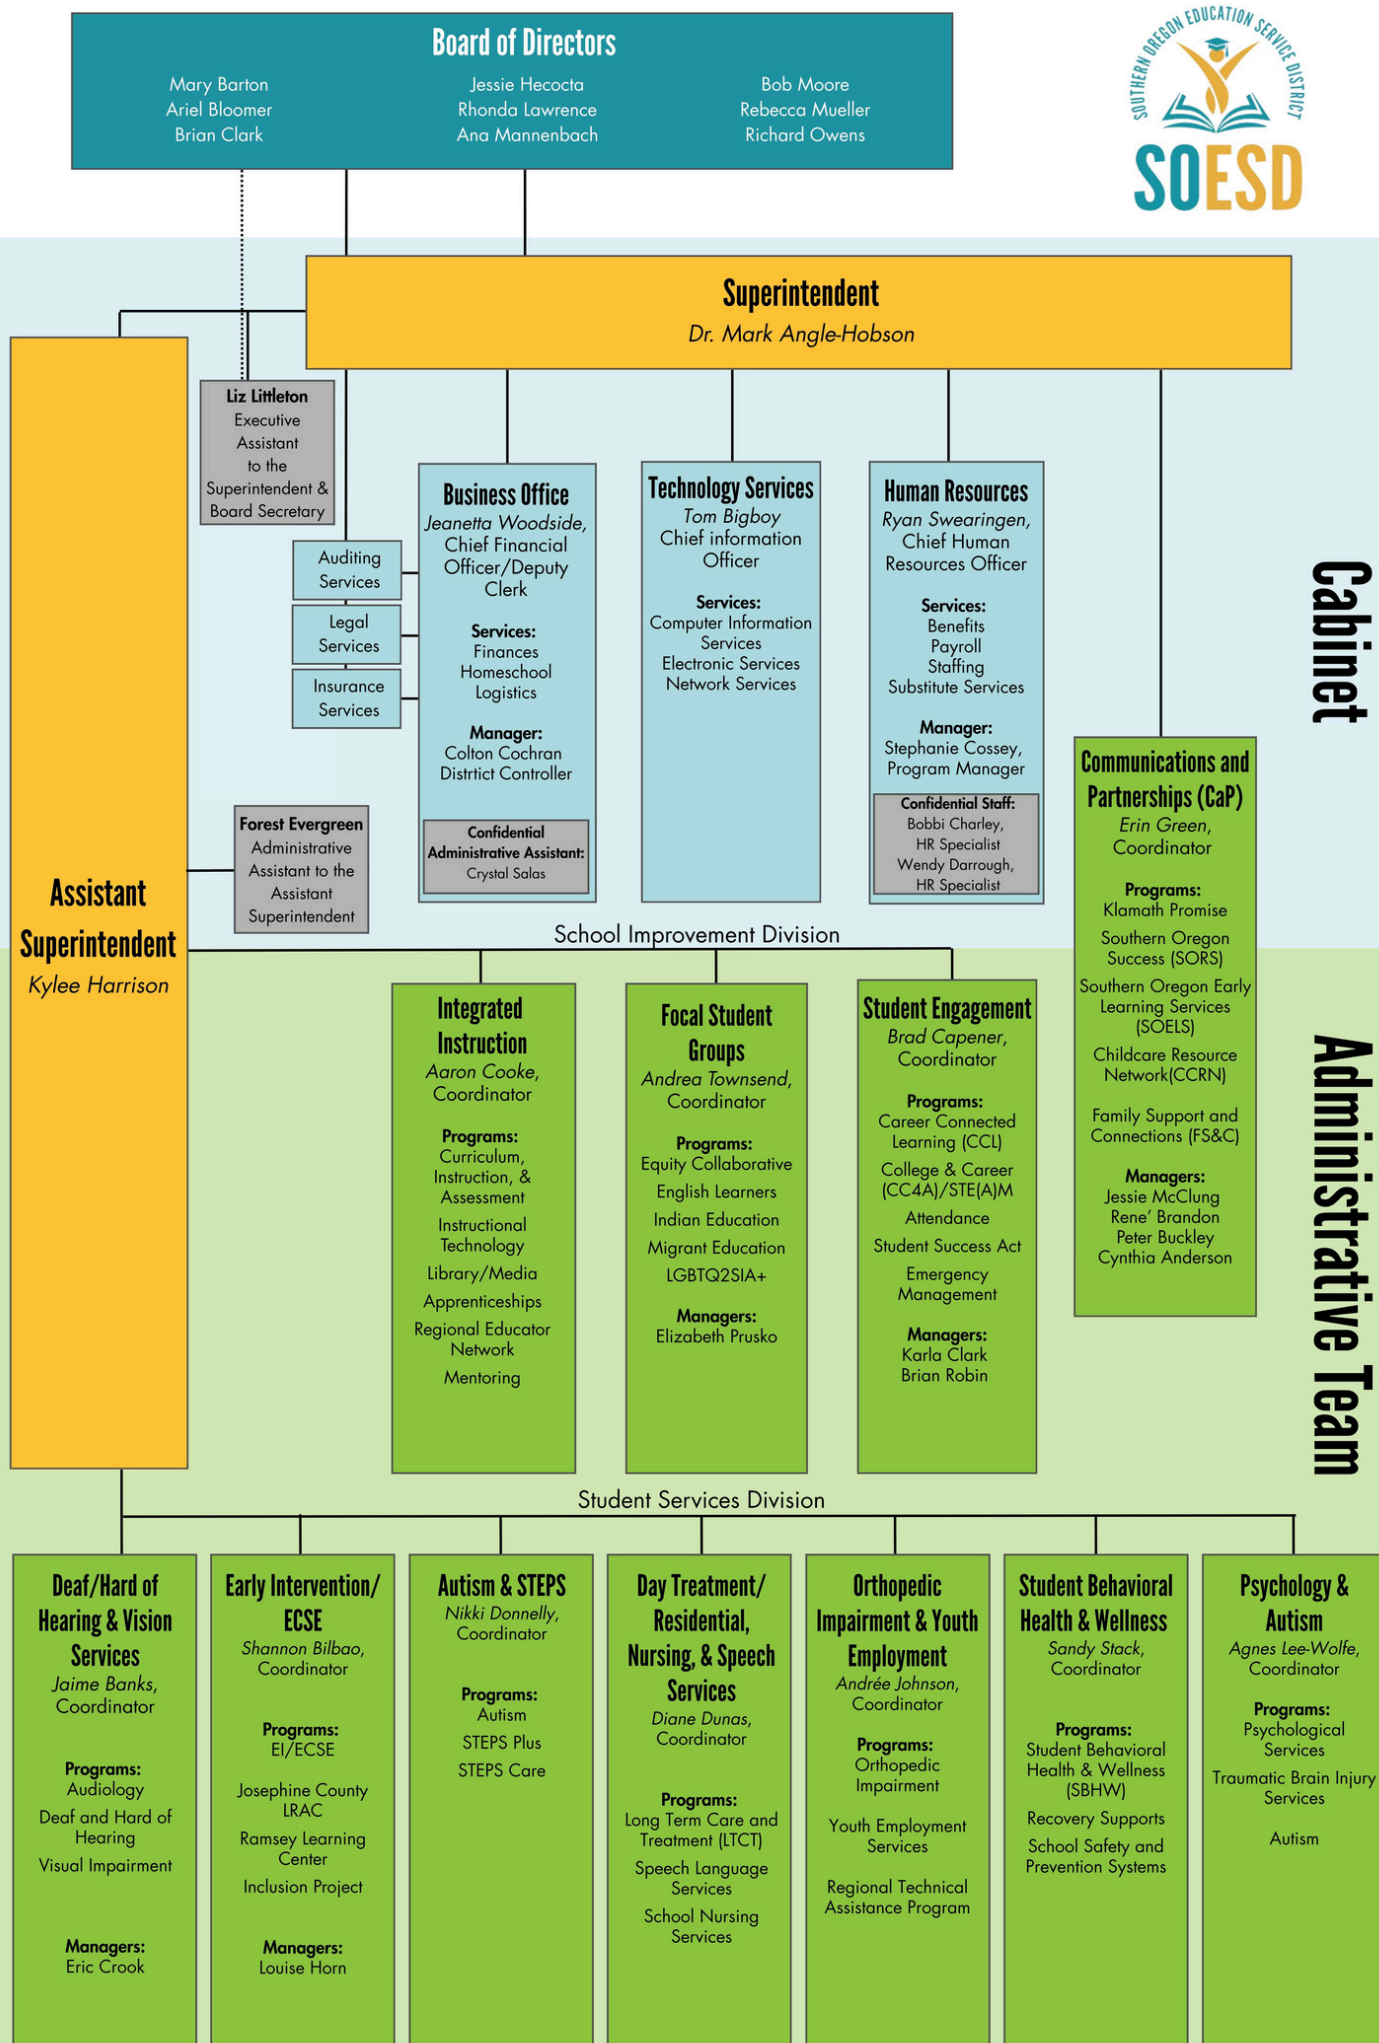 Board of Directors
Mary Barton
Ariel Bloomer
Brian Clark
Jessie Hecocta
Rhonda Lawrence
Ana Mannenbach
Bob Moore
Rebecca Mueller
Richard Owens
SOUTHERN OREGON EDUCATION SERVICE DISTRICT
SOESD
Superintendent
Dr. Mark Angle-Hobson
Cabinet
Liz Littleton
Executive
Assistant
to the
Superintendent &
Board Secretary
Auditing
Services
Legal
Services
Insurance
Services
Business Office
Jeanetta Woodside,
Chief Financial
Officer/Deputy
Clerk
Services:
Finances
Homeschool
Logistics
Manager:
Colton Cochran
Distrtict Controller
Confidential
Administrative Assistant:
Crystal Salas
Technology Services
Tom Bigboy
Chief information
Officer
Services:
Computer Information
Services
Electronic Services
Network Services
Human Resources
Ryan Swearingen,
Chief Human
Resources Officer
Services:
Benefits
Payroll
Staffing
Substitute Services
Manager:
Stephanie Cossey,
Program Manager
Confidential Staff:
Bobbi Charley,
HR Specialist
Wendy Darrough,
HR Specialist
Communications and
Partnerships (CaP)
Erin Green,
Coordinator
Programs:
Klamath Promise
Southern Oregon
Success (SORS)
Southern Oregon Early
Learning Services
(SOELS)
Childcare Resource
Network(CCRN)
Family Support and
Connections (FS&C)
Managers:
Jessie McClung
Rene’ Brandon
Peter Buckley
Cynthia Anderson
Assistant
Superintendent
Kylee Harrison
Forest Evergreen
Administrative
Assistant to the
Assistant
Superintendent
Administrative Team
School Improvement Division
Integrated
Instruction
Aaron Cooke,
Coordinator
Programs:
Curriculum,
Instruction, &
Assessment
Instructional
Technology
Library/Media
Apprenticeships
Regional Educator
Network
Mentoring
Focal Student
Groups
Andrea Townsend,
Coordinator
Programs:
Equity Collaborative
English Learners
Indian Education
Migrant Education
LGBTQ2SIA+
Managers:
Elizabeth Prusko
Student Engagement
Brad Capener,
Coordinator
Programs:
Career Connected
Learning (CCL)
College & Career
(CC4A)/STE(A)M
Attendance
Student Success Act
Emergency
Management
Managers:
Karla Clark
Brian Robin
Student Services Division
Deaf/Hard of
Hearing & Vision
Services
Jaime Banks,
Coordinator
Programs:
Audiology
Deaf and Hard of
Hearing
Visual Impairment
Managers:
Eric Crook
Early Intervention/
ECSE
Shannon Bilbao,
Coordinator
Programs:
EI/ECSE
Josephine County
LRAC
Ramsey Learning
Center
Inclusion Project
Managers:
Louise Horn
Autism & STEPS
Nikki Donnelly,
Coordinator
Programs:
Autism
STEPS Plus
STEPS Care
Day Treatment/
Residential,
Nursing, & Speech
Services
Diane Dunas,
Coordinator
Programs:
Long Term Care and
Treatment (LTCT)
Speech Language
Services
School Nursing
Services
Orthopedic
Impairment & Youth
Employment
Andrée Johnson,
Coordinator
Programs:
Orthopedic
Impairment
Youth Employment
Services
Regional Technical
Assistance Program
Student Behavioral
Health & Wellness
Sandy Stack,
Coordinator
Programs:
Student Behavioral
Health & Wellness
(SBHW)
Recovery Supports
School Safety and
Prevention Systems
Psychology &
Autism
Agnes Lee-Wolfe,
Coordinator
Programs:
Psychological
Services
Traumatic Brain Injury
Services
Autism